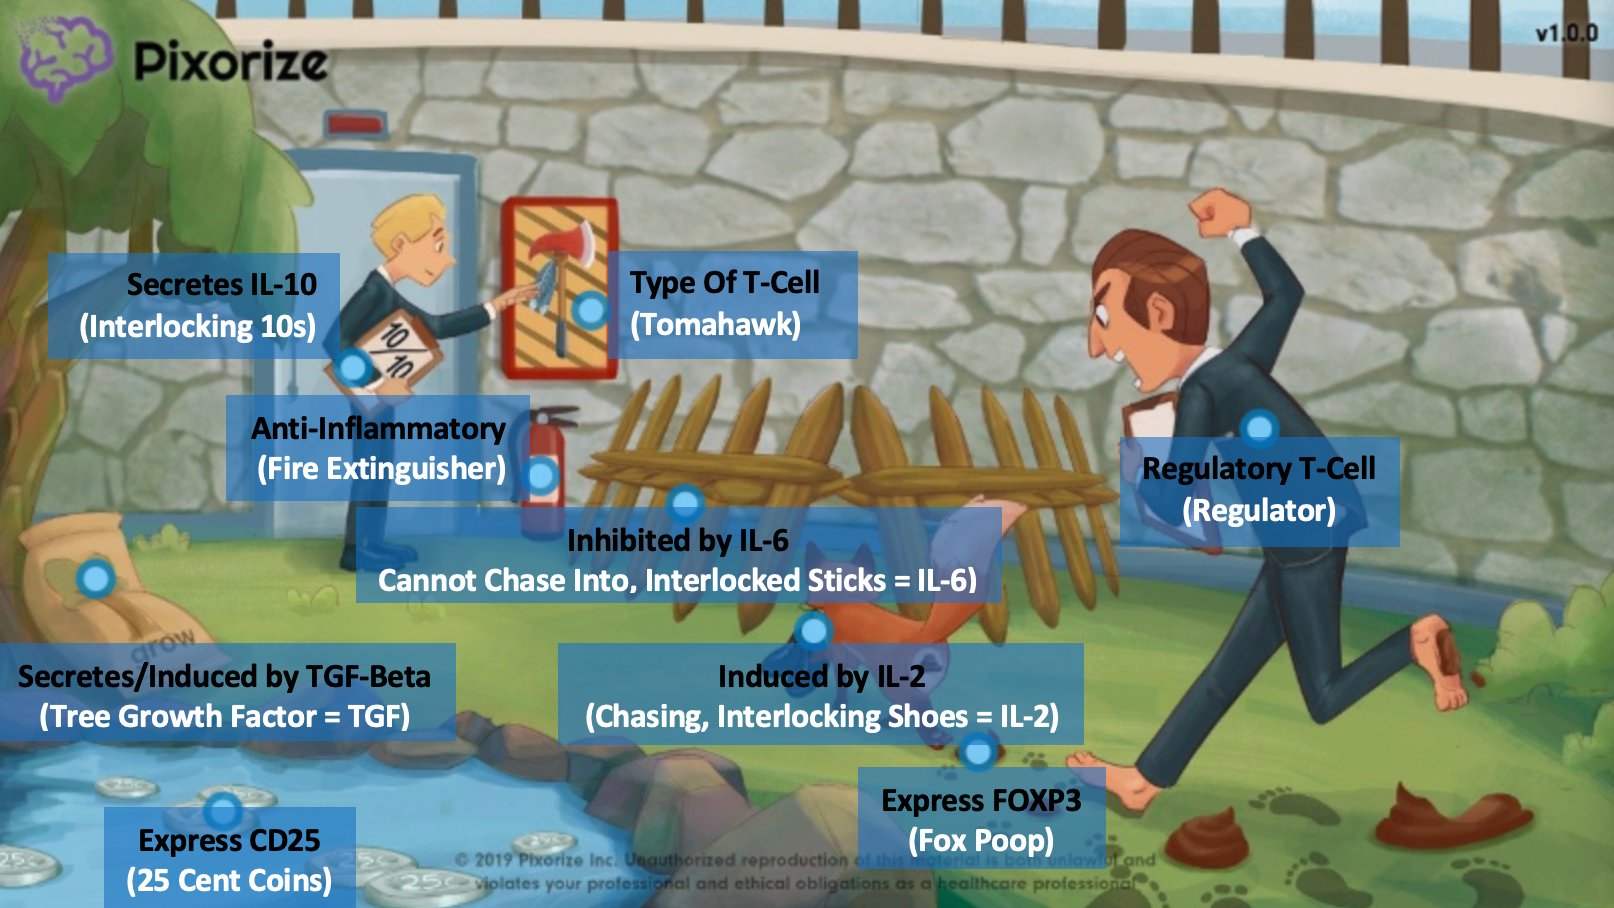 Pixorize
v1.0.0
Secretes IL-10
(Interlocking 10s)
10/10
Type Of T-Cell
(Tomahawk)
Anti-Inflammatory
(Fire Extinguisher)
Regulatory T-Cell
(Regulator)
Inhibited by IL-6
Cannot Chase Into, Interlocked Sticks = IL-6)
grow
Secretes/Induced by TGF-Beta
(Tree Growth Factor = TGF)
Induced by IL-2
(Chasing, Interlocking Shoes = IL-2)
Express FOXP3
(Fox Poop)
Express CD25
(25 Cent Coins)
25¢
25¢
© 2019 Pixorize Inc. Unauthorized reproduction of this material is both unlawful and
violates your professional and ethical obligations as a healthcare professional